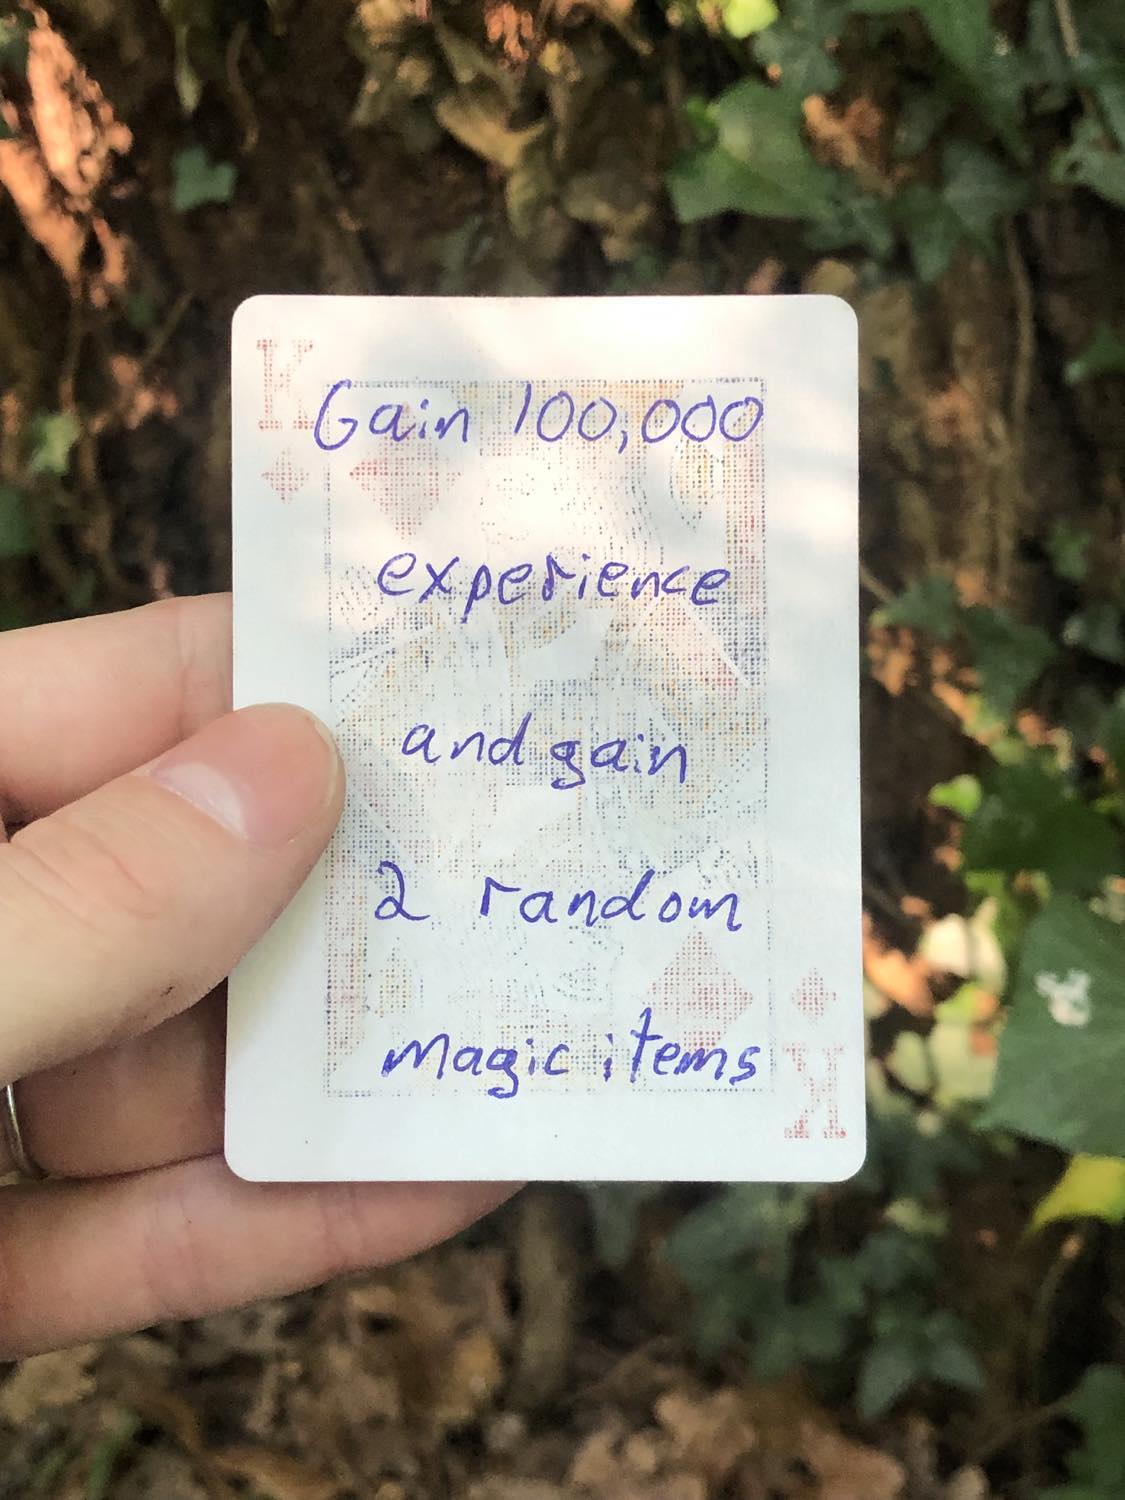 K
Gain 100,000
experience
and gain
2 random
magic items
K